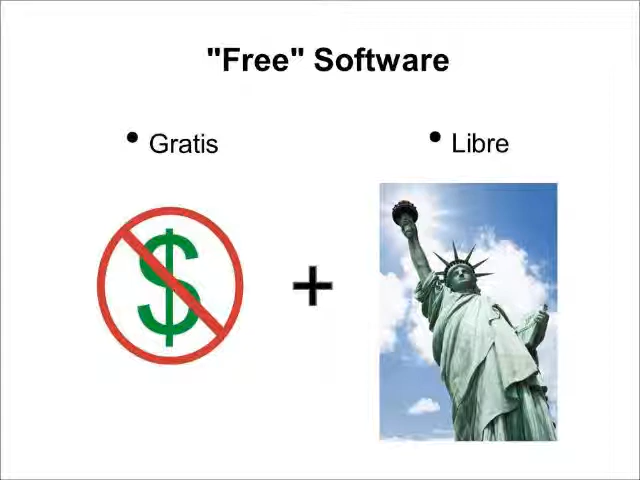 "Free" Software
• Gratis
• Libre
$
+